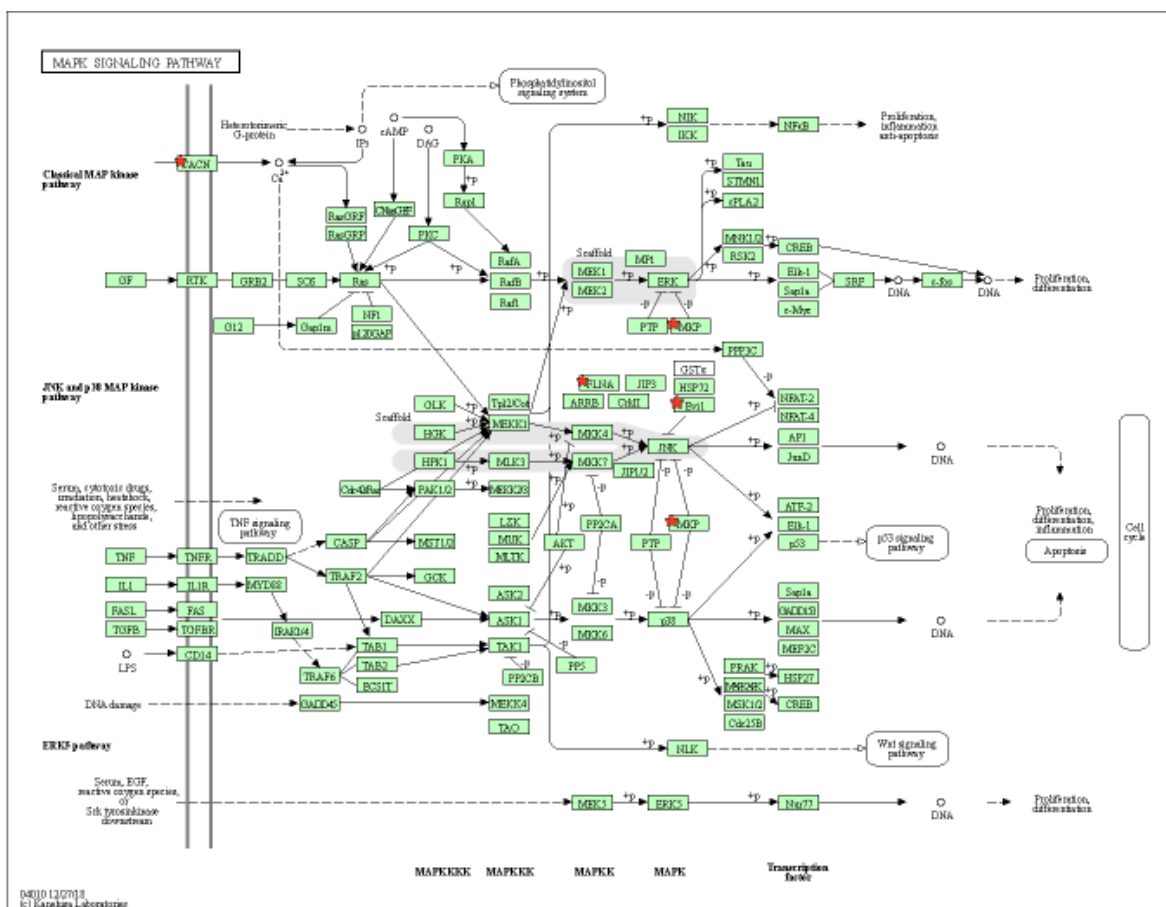 MAPK SIGNALING PATHWAY
Phosphatidylinositol
signaling system
Heterotrimeric
G-protein
IP3
cAMP
DAG
PKA
NIK
IKK
NFκB
Proliferation,
inflammation
anti-apoptosis
CACN
Ca2+
Classical MAP kinase
pathway
Rap1
+p
Tau
STMN1
cPLA2
RasGRF
RasGRP
CNasGEF
PKC
MNK1/2
RSK2
CREB
Scaffold
MP1
GF
RTK
GRB2
SOS
Ras
RafA
RafB
Raf1
MEK1
MEK2
ERK
Elk-1
Sap1a
c-Myc
SRF
DNA
c-fos
DNA
Proliferation,
differentiation
G12
Gap1m
NF1
p120GAP
PTP
MKP
-p
PPP3C
JNK and p38 MAP kinase
pathway
FLNA
JIP3
ARRB
CrkII
GSTπ
HSP72
Evi1
NFAT-2
NFAT-4
Scaffold
GLK
HGK
HPK1
Tpl2/Cot
MEKK1
MLK3
MKK4
MKK7
JNK
JIP1/2
AP1
JunD
DNA
Cdc42/Rac
PAK1/2
MEKK2/3
Serum, cytotoxic drugs,
irradiation, heatshock,
reactive oxygen species,
lipopolysaccharide,
and other stress
TNF signaling
pathway
LZK
MUK
MLTK
PP2CA
AKT
PTP
MKP
ATF-2
Elk-1
p53
p53 signaling
pathway
Proliferation,
differentiation,
inflammation
Apoptosis
Cell
cycle
TNF
TNFR
TRADD
CASP
MST1/2
IL1
IL1R
MYD88
TRAF2
GCK
FASL
FAS
DAXX
ASK2
ASK1
MKK3
MKK6
p38
Sap1a
GADD153
MAX
MEF2C
DNA
TGFB
TGFBR
IRAK1/4
LPS
CD14
TAB1
TAB2
TAK1
PP2CB
PP5
TRAF6
ECSIT
PRAK
MAPKAPK
MSK1/2
Cdc25B
HSP27
CREB
DNA damage
GADD45
MEKK4
TAO
NLK
Wnt signaling
pathway
ERK5 pathway
Serum, EGF,
reactive oxygen species,
or
Srk tyrosinkinase
downstream
MEK5
ERK5
Nur77
DNA
Proliferation,
differentiation
MAPKKKK
MAPKKK
MAPKK
MAPK
Transcription
factor
04010 12/27/18
(c) Kanehisa Laboratories